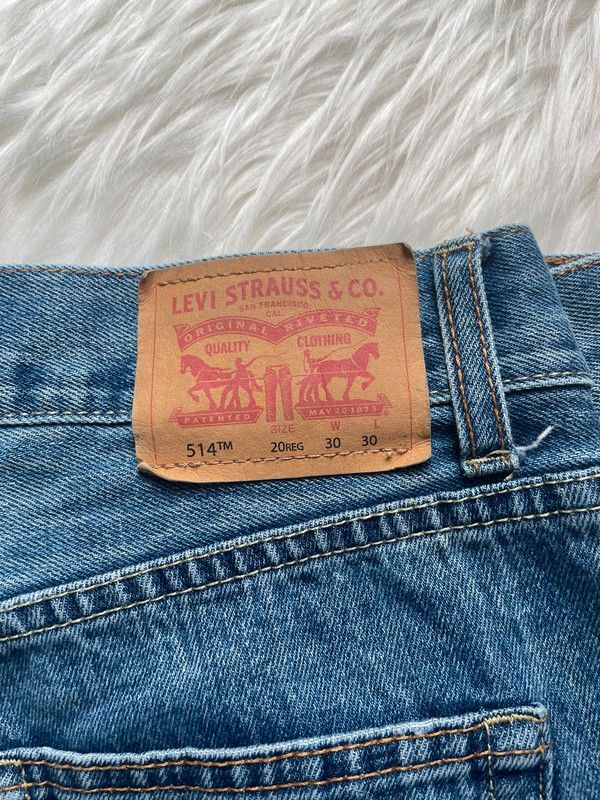 LEVI STRAUSS & CO.
SAN FRANCISCO
CAL
ORIGINAL RIVETED
QUALITY CLOTHING
PATENTED MAY 20 1873
SIZE W L
514™ 20REG 30 30